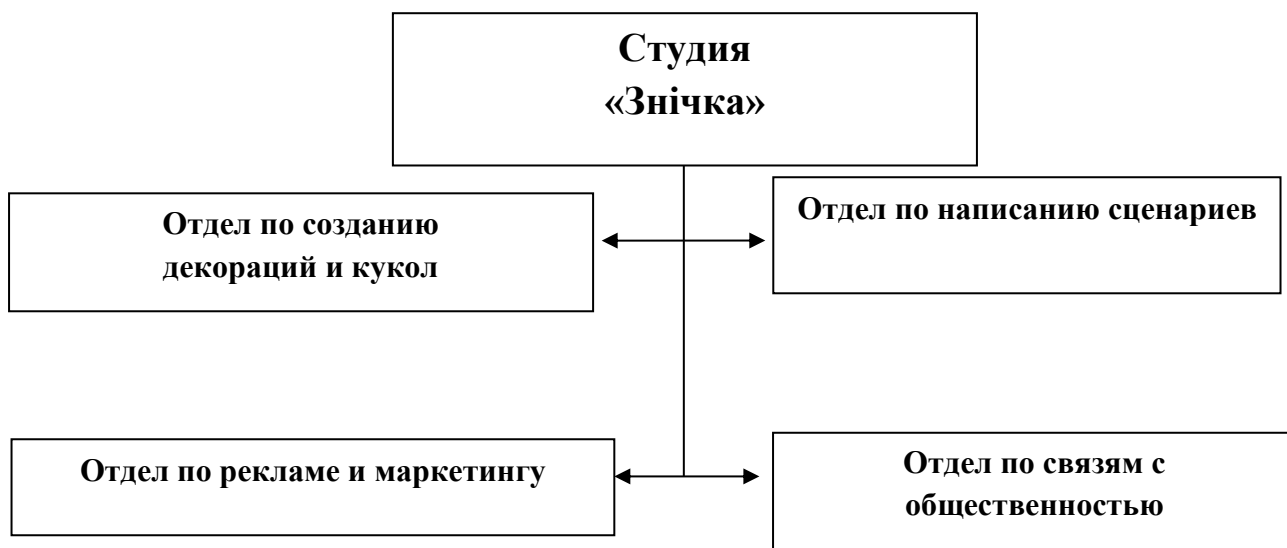 Студия
«Знічка»
Отдел по созданию
декораций и кукол
Отдел по написанию сценариев
Отдел по рекламе и маркетингу
Отдел по связям с
общественностью